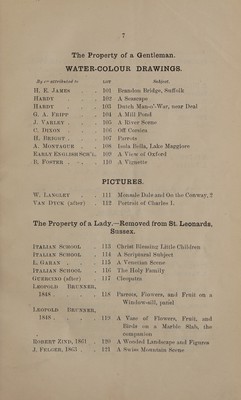 7
The Property of a Gentleman.
WATER-COLOUR DRAWINGS.
By or attributed to LOT Subject.
H. E. JAMES . . 101 Brandon Bridge, Suffolk
HARDY . . 102 A Seascape
HARDY . . 103 Dutch Man-o'-War, near Deal
G. A. FRIPP . . 104 A Mill Pond
J. VARLEY . . 105 A River Scene
C. DIXON . . 106 Off Corsica
H. BRIGHT . . 107 Ferrets
A. MONTAGUE . . 108 Isola Bella, Lake Maggiore
EARLY ENGLISH SCH'L. 109 A View of Oxford
B. FOSTER . . 110 A Vignette
PICTURES.
W. LANGLEY . . 111 Monsale Dale and On the Conway, 2
VAN DYCK (after) . 112 Portrait of Charles I.
The Property of a Lady.—Removed from St. Leonards,
Sussex.
ITALIAN SCHOOL . 113 Christ Blessing Little Children
ITALIAN SCHOOL . 114 A Scriptural Subject
L. GARAN . . 115 A Venetian Scene
ITALIAN SCHOOL . 116 The Holy Family
GUERCINO (after) . 117 Cleopatra
LEOPOLD BRUNNER,
1848 . . . 118 Parrots, Flowers, and Fruit on a
Window-sill, panel
LEOPOLD BRUNNER,
1848 . . . 119 A Vase of Flowers, Fruit, and
Birds on a Marble Slab, the
companion
ROBERT ZIND, 1861 . 120 A Wooded Landscape and Figures
J. FELGER, 1863 . . 121 A Swiss Mountain Scene